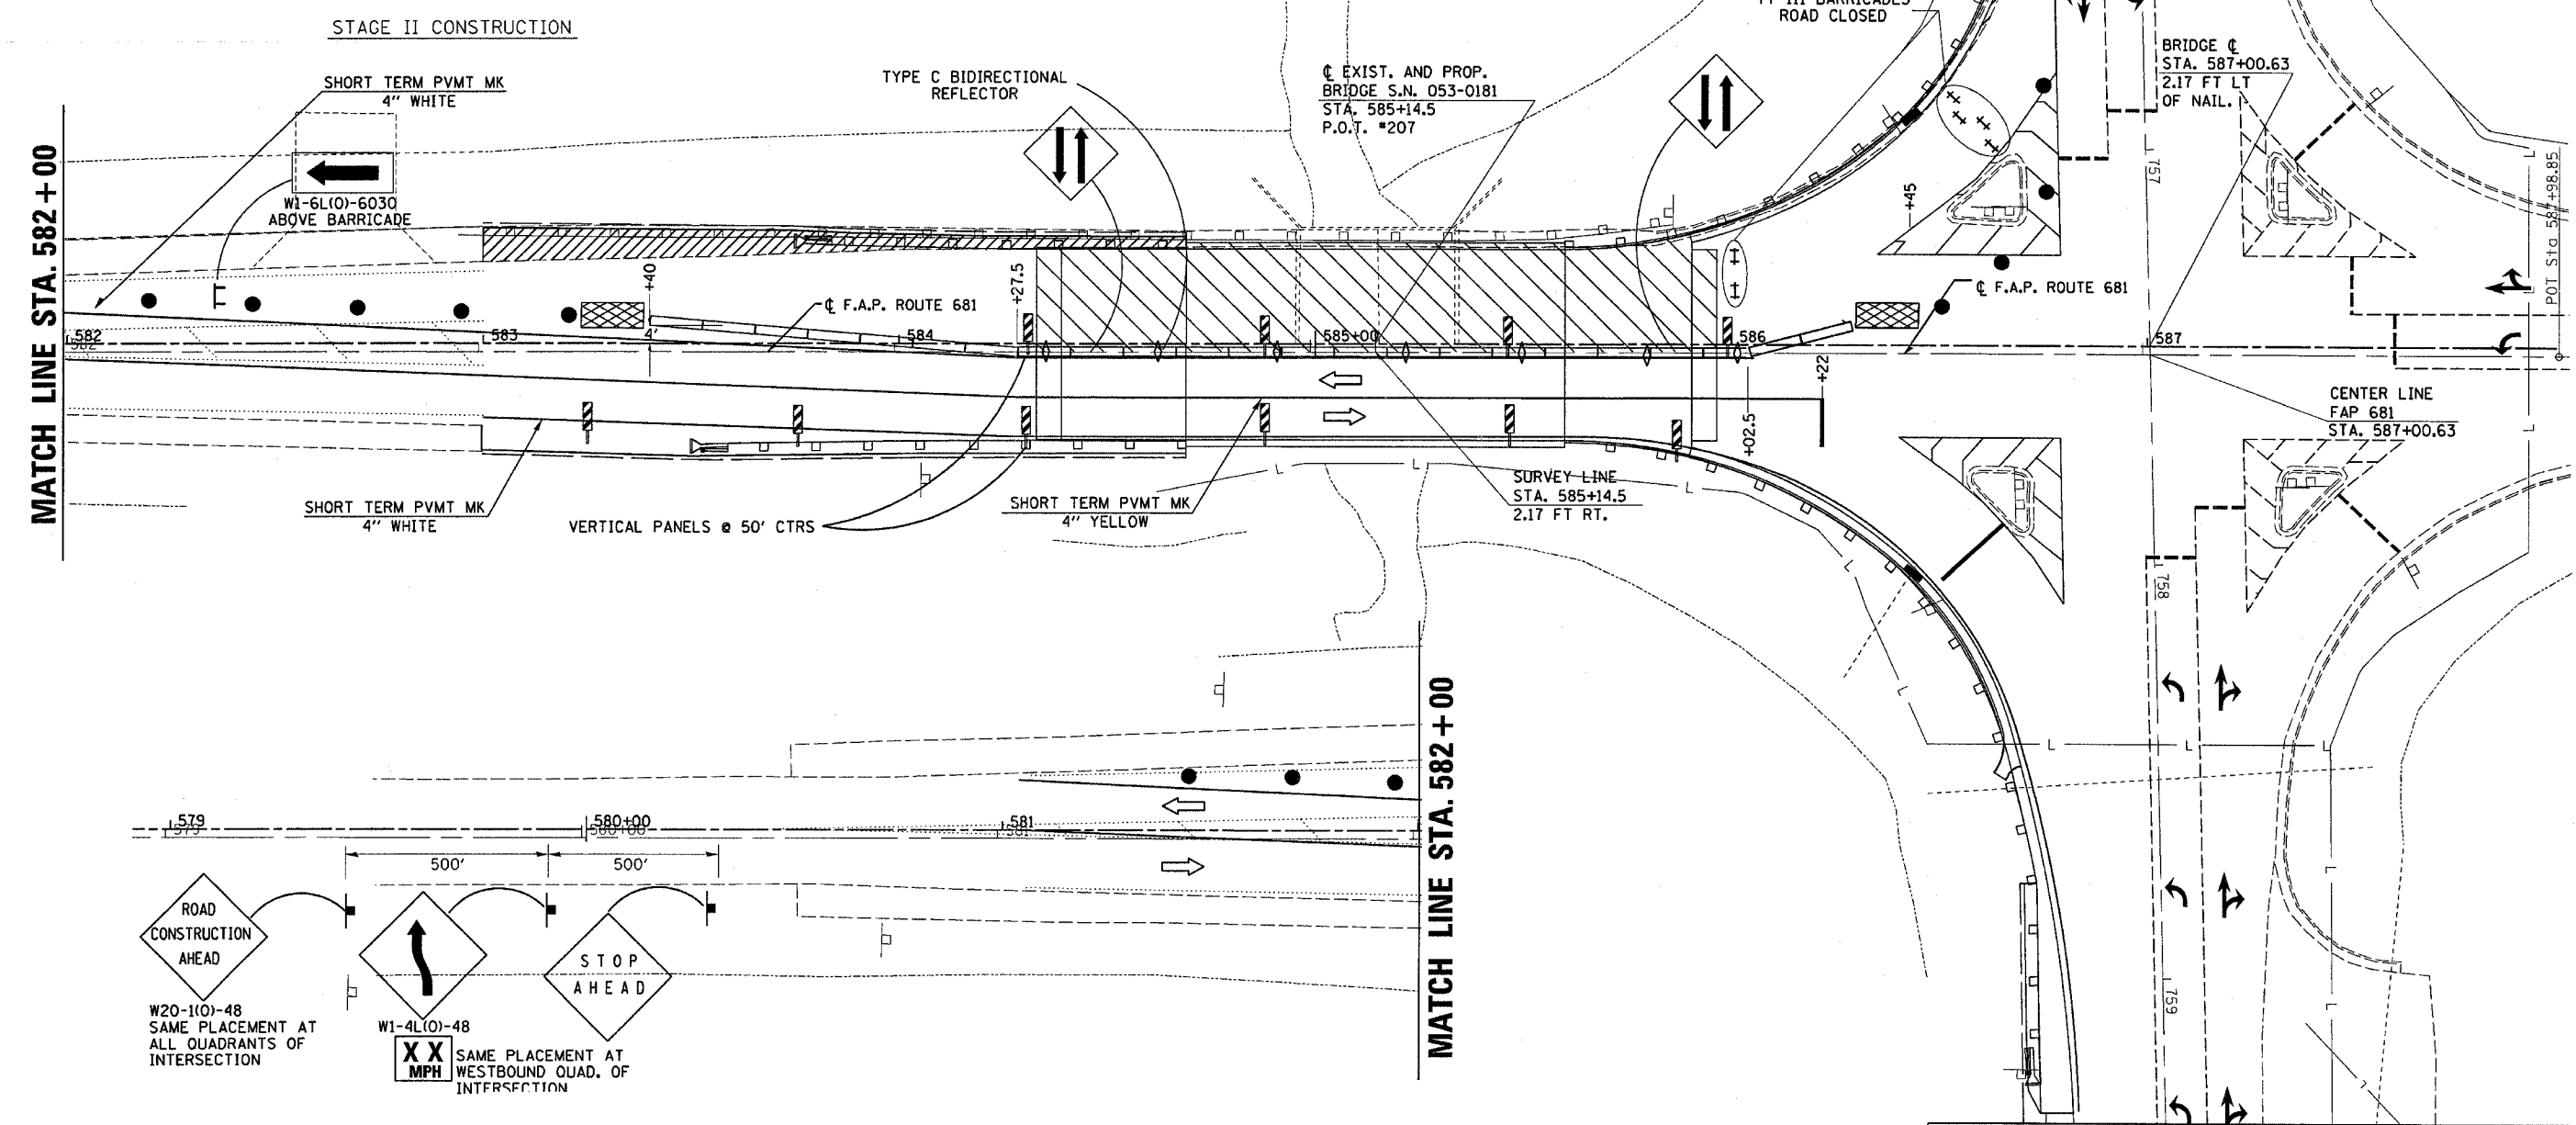 STAGE II CONSTRUCTION
ROAD CLOSED
SHORT TERM PVMT MK
4" WHITE
TYPE C BIDIRECTIONAL
REFLECTOR
℄ EXIST. AND PROP.
BRIDGE S.N. 053-0181
STA. 585+14.5
P.O.T. #207
BRIDGE ℄
STA. 587+00.63
2.17 FT LT
OF NAIL.
MATCH LINE STA. 582+00
W1-6L(O)-6030
ABOVE BARRICADE
757
+45
POT Sta 587+98.85
+40
+27.5
℄ F.A.P. ROUTE 681
℄ F.A.P. ROUTE 681
582
582
583
4'
584
585+00
586
587
+22
+02.5
CENTER LINE
FAP 681
STA. 587+00.63
SHORT TERM PVMT MK
4" WHITE
VERTICAL PANELS @ 50' CTRS
SHORT TERM PVMT MK
4" YELLOW
SURVEY LINE
STA. 585+14.5
2.17 FT RT.
758
MATCH LINE STA. 582+00
579
579
580+00
580+00
581
581
500'
500'
ROAD
CONSTRUCTION
AHEAD
STOP
AHEAD
W20-1(O)-48
SAME PLACEMENT AT
ALL QUADRANTS OF
INTERSECTION
W1-4L(O)-48
XX
MPH
SAME PLACEMENT AT
WESTBOUND QUAD. OF
INTERSECTION
759